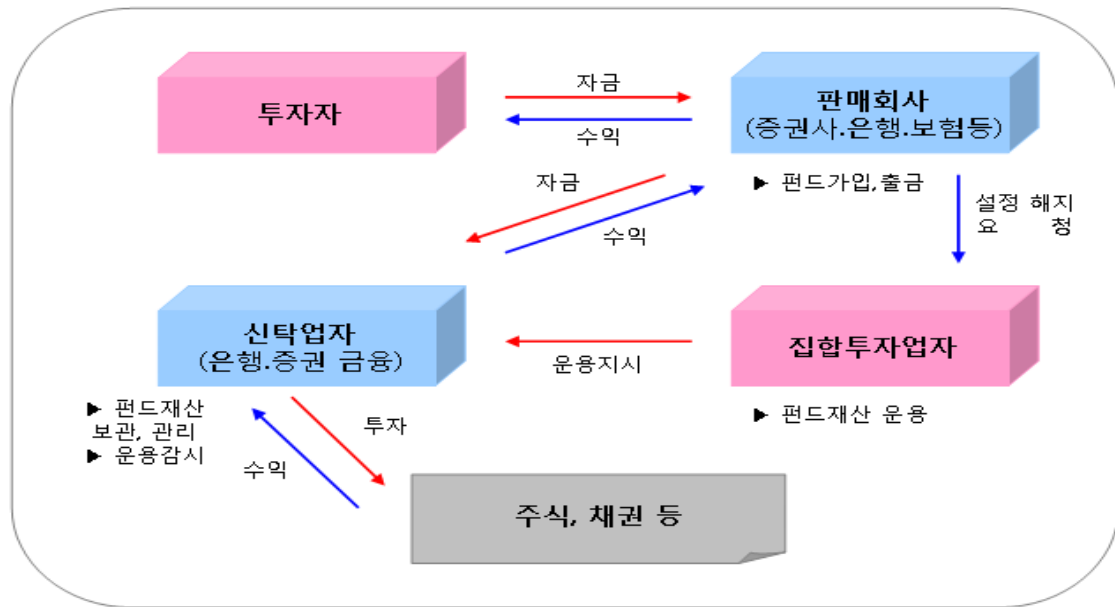 투자자
자금
수익
판매회사
(증권사.은행.보험등)
▶ 펀드가입,출금
자금
수익
설정 해지
요 청
신탁업자
(은행.증권 금융)
운용지시
집합투자업자
▶ 펀드재산
보관, 관리
▶ 운용감시
▶ 펀드재산 운용
투자
수익
주식, 채권 등